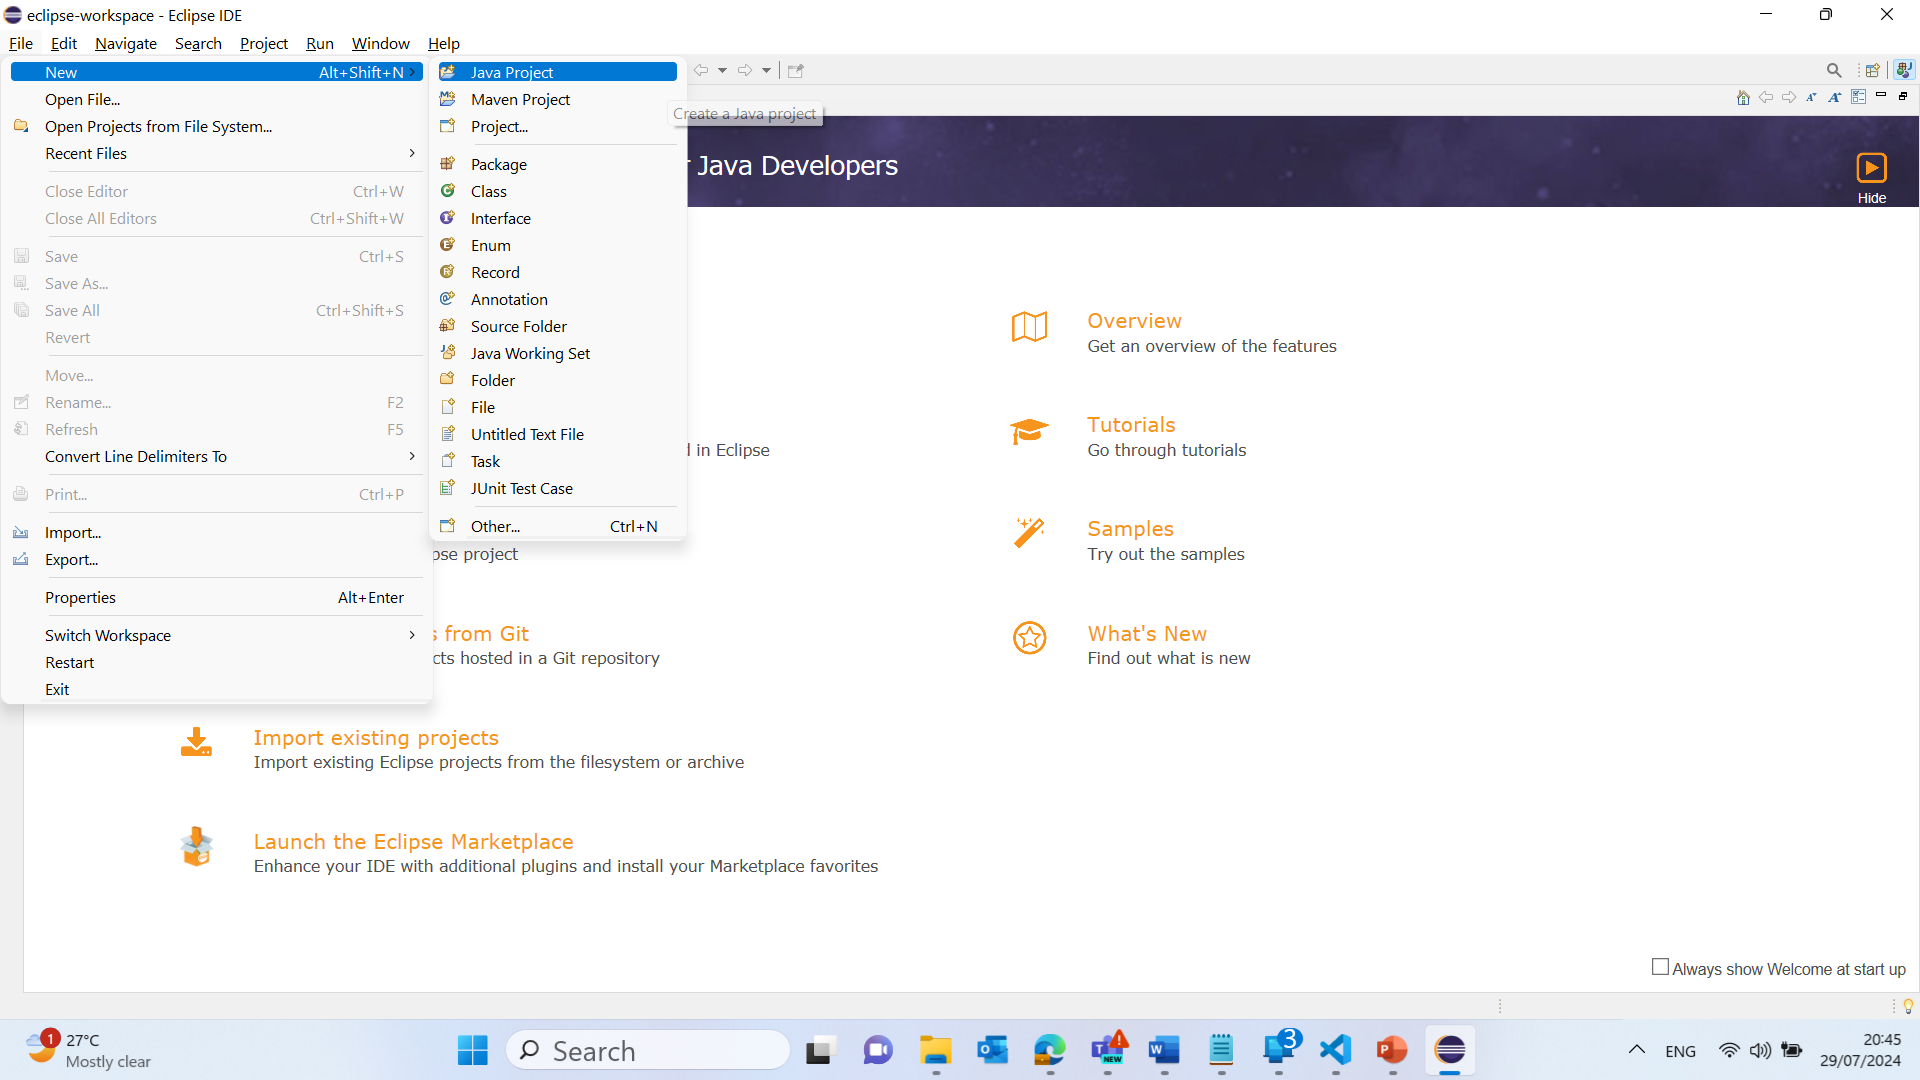 eclipse-workspace - Eclipse IDE
File Edit Navigate Search Project Run Window Help
New Alt+Shift+N
Open File...
Open Projects from File System...
Recent Files
Close Editor Ctrl+W
Close All Editors Ctrl+Shift+W
Save Ctrl+S
Save As...
Save All Ctrl+Shift+S
Revert
Move...
Rename... F2
Refresh F5
Convert Line Delimiters To
Print... Ctrl+P
Import...
Export...
Properties Alt+Enter
Switch Workspace
Restart
Exit
Java Project
Maven Project
Project...
Package
Class
Interface
Enum
Record
Annotation
Source Folder
Java Working Set
Folder
File
Untitled Text File
Task
JUnit Test Case
Other... Ctrl+N
Create a Java project
Java Developers
Hide
d in Eclipse
pse project
s from Git
cts hosted in a Git repository
Import existing projects
Import existing Eclipse projects from the filesystem or archive
Launch the Eclipse Marketplace
Enhance your IDE with additional plugins and install your Marketplace favorites
Overview
Get an overview of the features
Tutorials
Go through tutorials
Samples
Try out the samples
What's New
Find out what is new
Always show Welcome at start up
1
27°C
Mostly clear
Search
NEW
3
ENG
20:45
29/07/2024